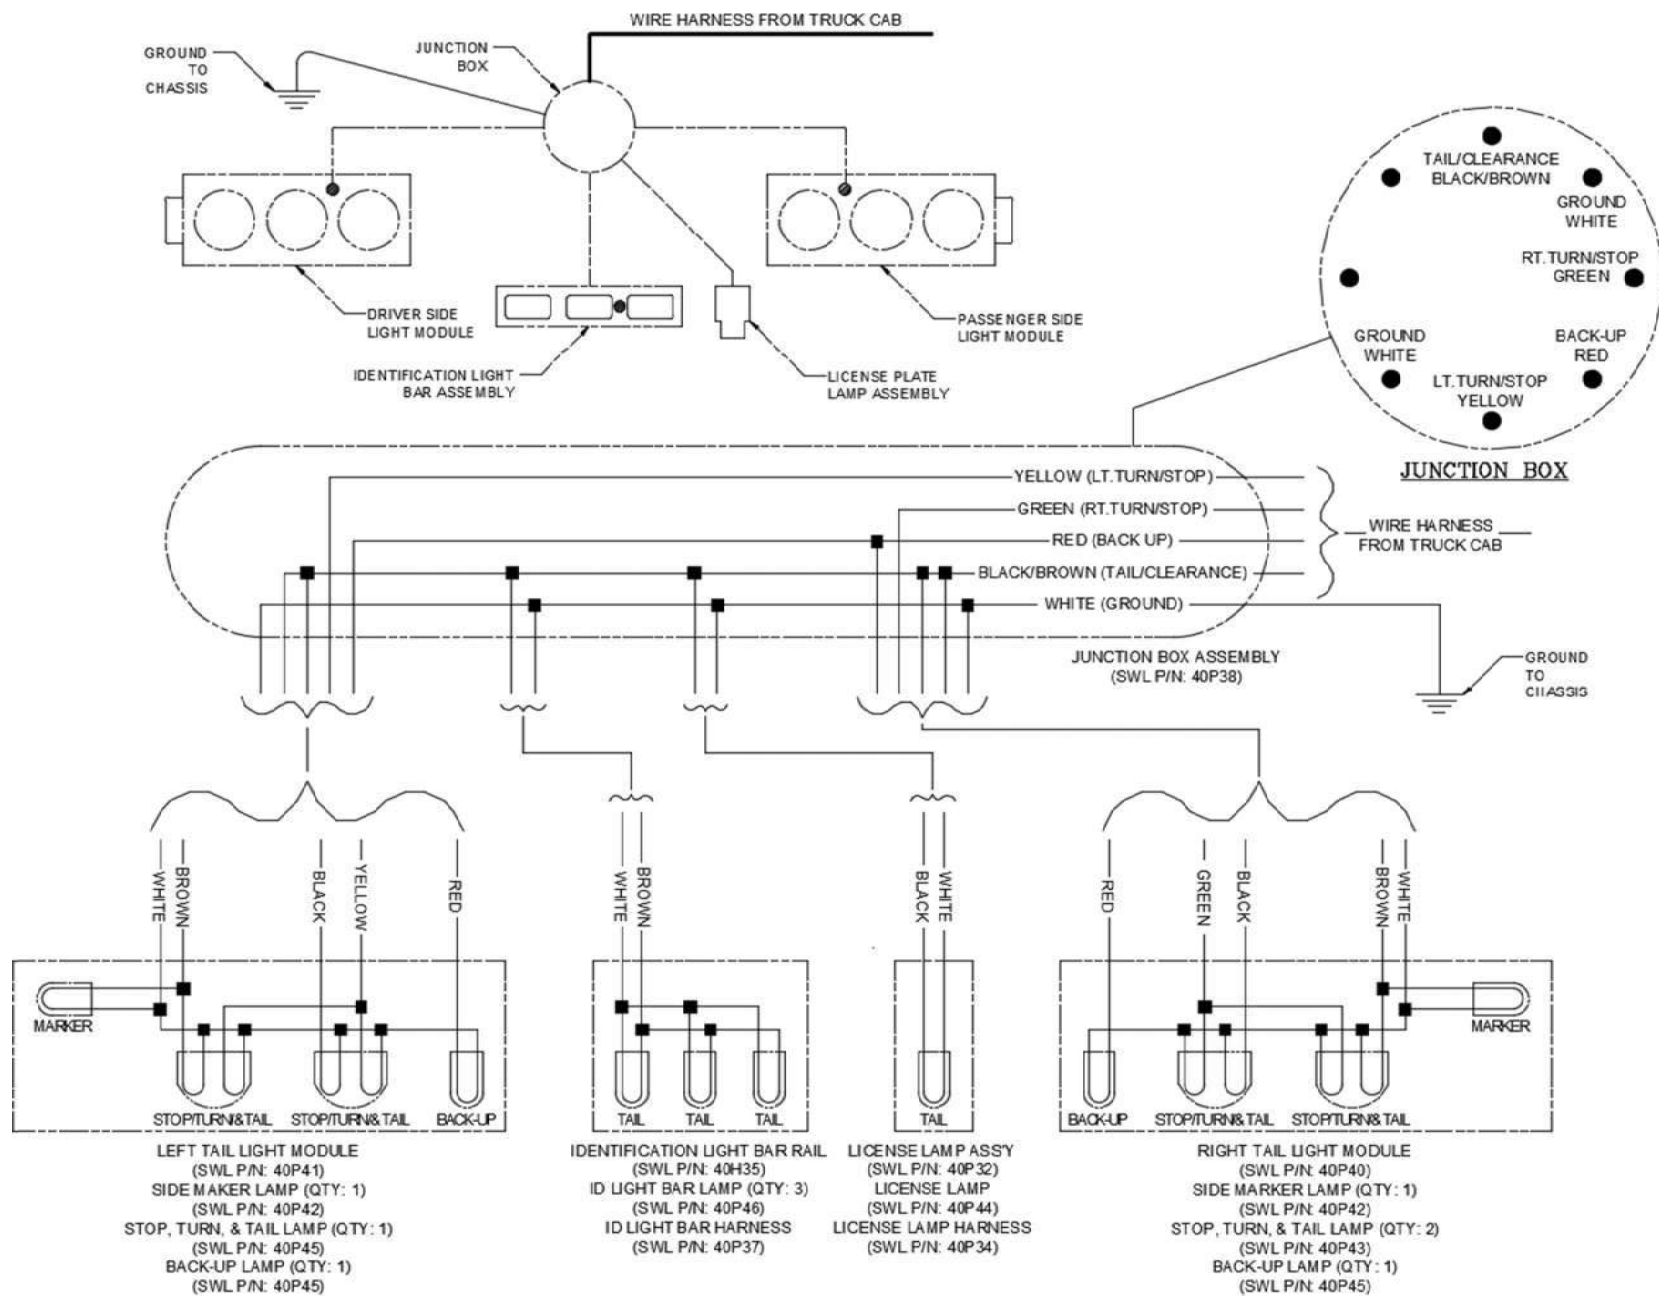 WIRE HARNESS FROM TRUCK CAB
GROUND
TO
CHASSIS
JUNCTION
BOX
DRIVER SIDE
LIGHT MODULE
IDENTIFICATION LIGHT
BAR ASSEMBLY
LICENSE PLATE
LAMP ASSEMBLY
PASSENGER SIDE
LIGHT MODULE
TAIL/CLEARANCE
BLACK/BROWN
GROUND
WHITE
RT.TURN/STOP
GREEN
BACK-UP
RED
LT.TURN/STOP
YELLOW
GROUND
WHITE
JUNCTION BOX
YELLOW (LT.TURN/STOP)
GREEN (RT.TURN/STOP)
RED (BACK UP)
BLACK/BROWN (TAIL/CLEARANCE)
WHITE (GROUND)
WIRE HARNESS
FROM TRUCK CAB
JUNCTION BOX ASSEMBLY
(SWL P/N: 40P38)
GROUND
TO
CHASSIS
WHITE
BROWN
BLACK
YELLOW
RED
WHITE
BROWN
BLACK
WHITE
RED
GREEN
BLACK
BROWN
WHITE
MARKER
STOP/TURN&TAIL
STOP/TURN&TAIL
BACK-UP
TAIL
TAIL
TAIL
TAIL
BACK-UP
STOP/TURN&TAIL
STOP/TURN&TAIL
MARKER
LEFT TAIL LIGHT MODULE
(SWL P/N: 40P41)
SIDE MAKER LAMP (QTY: 1)
(SWL P/N: 40P42)
STOP, TURN, & TAIL LAMP (QTY: 1)
(SWL P/N: 40P45)
BACK-UP LAMP (QTY: 1)
(SWL P/N: 40P45)
IDENTIFICATION LIGHT BAR RAIL
(SWL P/N: 40H35)
ID LIGHT BAR LAMP (QTY: 3)
(SWL P/N: 40P46)
ID LIGHT BAR HARNESS
(SWL P/N: 40P37)
LICENSE LAMP ASS'Y
(SWL P/N: 40P32)
LICENSE LAMP
(SWL P/N: 40P44)
LICENSE LAMP HARNESS
(SWL P/N: 40P34)
RIGHT TAIL LIGHT MODULE
(SWL P/N: 40P40)
SIDE MARKER LAMP (QTY: 1)
(SWL P/N: 40P42)
STOP, TURN, & TAIL LAMP (QTY: 2)
(SWL P/N: 40P43)
BACK-UP LAMP (QTY: 1)
(SWL P/N: 40P45)